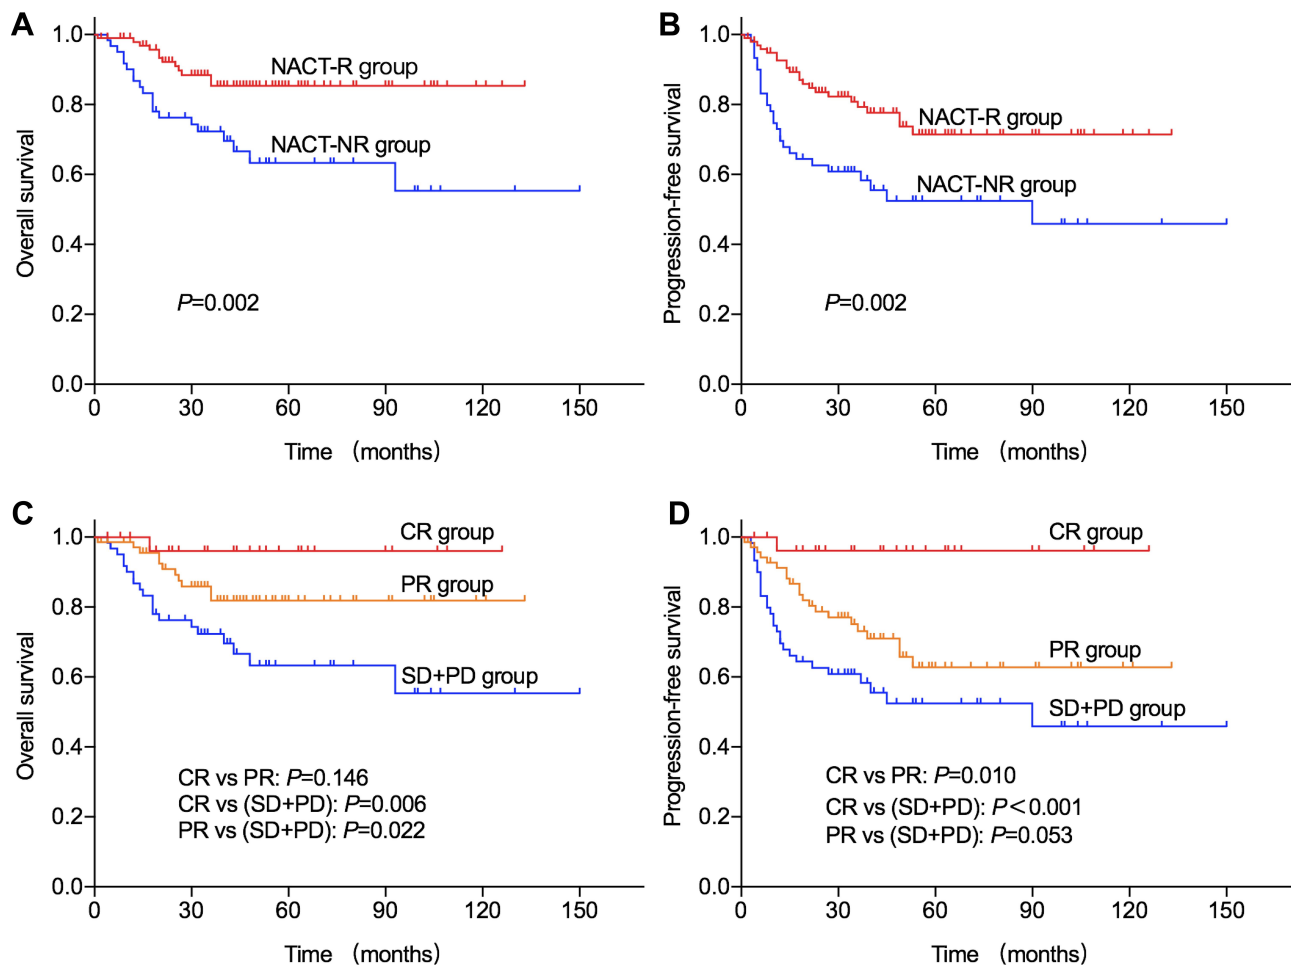 A
Overall survival
1.0
0.8
0.6
0.4
0.2
0.0
NACT-R group
NACT-NR group
P=0.002
0 30 60 90 120 150
Time (months)
B
Progression-free survival
1.0
0.8
0.6
0.4
0.2
0.0
NACT-R group
NACT-NR group
P=0.002
0 30 60 90 120 150
Time (months)
C
Overall survival
1.0
0.8
0.6
0.4
0.2
0.0
CR group
PR group
SD+PD group
CR vs PR: P=0.146
CR vs (SD+PD): P=0.006
PR vs (SD+PD): P=0.022
0 30 60 90 120 150
Time (months)
D
Progression-free survival
1.0
0.8
0.6
0.4
0.2
0.0
CR group
PR group
SD+PD group
CR vs PR: P=0.010
CR vs (SD+PD): P<0.001
PR vs (SD+PD): P=0.053
0 30 60 90 120 150
Time (months)